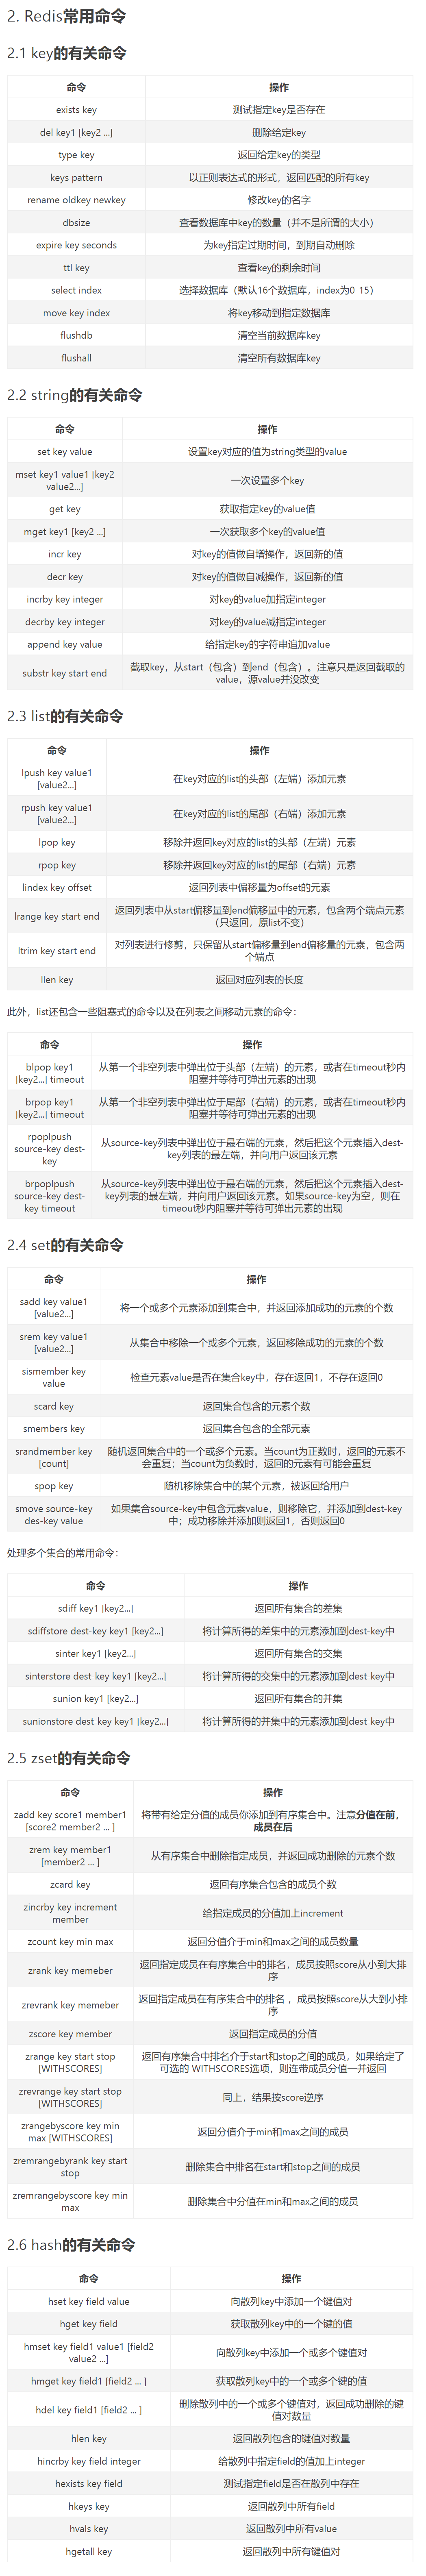 2. Redis常用命令
2.1 key的有关命令
命令 操作
exists key 测试指定key是否存在
del key1 [key2 ...] 删除给定key
type key 返回给定key的类型
keys pattern 以正则表达式的形式，返回匹配的所有key
rename oldkey newkey 修改key的名字
dbsize 查看数据库中key的数量（并不是所谓的大小）
expire key seconds 为key指定过期时间，到期自动删除
ttl key 查看key的剩余时间
select index 选择数据库（默认16个数据库，index为0-15）
move key index 将key移动到指定数据库
flushdb 清空当前数据库key
flushall 清空所有数据库key
2.2 string的有关命令
命令 操作
set key value 设置key对应的值为string类型的value
mset key1 value1 [key2
value2...]
一次设置多个key
get key 获取指定key的value值
mget key1 [key2 ...] 一次获取多个key的value值
incr key 对key的值做自增操作，返回新的值
decr key 对key的值做自减操作，返回新的值
incrby key integer 对key的value加指定integer
decrby key integer 对key的value减指定integer
append key value 给指定key的字符串追加value
substr key start end
截取key，从start（包含）到end（包含）。注意只是返回截取的
value，源value并没改变
2.3 list的有关命令
命令 操作
lpush key value1
[value2...]
在key对应的list的头部（左端）添加元素
rpush key value1
[value2...]
在key对应的list的尾部（右端）添加元素
lpop key 移除并返回key对应的list的头部（左端）元素
rpop key 移除并返回key对应的list的尾部（右端）元素
lindex key offset 返回列表中偏移量为offset的元素
lrange key start end
返回列表中从start偏移量到end偏移量中的元素，包含两个端点元素
（只返回，原list不变）
ltrim key start end
对列表进行修剪，只保留从start偏移量到end偏移量的元素，包含两
个端点
llen key 返回对应列表的长度
此外，list还包含一些阻塞式的命令以及在列表之间移动元素的命令：
命令 操作
blpop key1
[key2...] timeout
从第一个非空列表中弹出位于头部（左端）的元素，或者在timeout秒内
阻塞并等待可弹出元素的出现
brpop key1
[key2...] timeout
从第一个非空列表中弹出位于尾部（右端）的元素，或者在timeout秒内
阻塞并等待可弹出元素的出现
rpoplpush
source-key dest-
key
从source-key列表中弹出位于最右端的元素，然后把这个元素插入dest-
key列表的最左端，并向用户返回该元素
brpoplpush
source-key dest-
key timeout
从source-key列表中弹出位于最右端的元素，然后把这个元素插入dest-
key列表的最左端，并向用户返回该元素。如果source-key为空，则在
timeout秒内阻塞并等待可弹出元素的出现
2.4 set的有关命令
命令 操作
sadd key value1
[value2...]
将一个或多个元素添加到集合中，并返回添加成功的元素的个数
srem key value1
[value2...]
从集合中移除一个或多个元素，返回移除成功的元素的个数
sismember key
value
检查元素value是否在集合key中，存在返回1，不存在返回0
scard key 返回集合包含的元素个数
smembers key 返回集合包含的全部元素
srandmember key
[count]
随机返回集合中的一个或多个元素。当count为正数时，返回的元素不
会重复；当count为负数时，返回的元素有可能会重复
spop key 随机移除集合中的某个元素，被返回给用户
smove source-key
des-key value
如果集合source-key中包含元素value，则移除它，并添加到dest-key
中；成功移除并添加则返回1，否则返回0
处理多个集合的常用命令：
命令 操作
sdiff key1 [key2...] 返回所有集合的差集
sdiffstore dest-key key1 [key2...] 将计算所得的差集中的元素添加到dest-key中
sinter key1 [key2...] 返回所有集合的交集
sinterstore dest-key key1 [key2...] 将计算所得的交集中的元素添加到dest-key中
sunion key1 [key2...] 返回所有集合的并集
sunionstore dest-key key1 [key2...] 将计算所得的并集中的元素添加到dest-key中
2.5 zset的有关命令
命令 操作
zadd key score1 member1
[score2 member2 ... ]
将带有给定分值的成员你添加到有序集合中。注意分值在前，
成员在后
zrem key member1
[member2 ... ]
从有序集合中删除指定成员，并返回成功删除的元素个数
zcard key 返回有序集合包含的成员个数
zincrby key increment
member
给指定成员的分值加上increment
zcount key min max 返回分值介于min和max之间的成员数量
zrank key memeber
返回指定成员在有序集合中的排名，成员按照score从小到大排
序
zrevrank key memeber
返回指定成员在有序集合中的排名 ，成员按照score从大到小排
序
zscore key member 返回指定成员的分值
zrange key start stop
[WITHSCORES]
返回有序集合中排名介于start和stop之间的成员，如果给定了
可选的 WITHSCORES选项，则连带成员分值一并返回
zrevrange key start stop
[WITHSCORES]
同上，结果按score逆序
zrangebyscore key min
max [WITHSCORES]
返回分值介于min和max之间的成员
zremrangebyrank key start
stop
删除集合中排名在start和stop之间的成员
zremrangebyscore key min
max
删除集合中分值在min和max之间的成员
2.6 hash的有关命令
命令 操作
hset key field value 向散列key中添加一个键值对
hget key field 获取散列key中的一个键的值
hmset key field1 value1 [field2
value2 ...]
向散列key中添加一个或多个键值对
hmget key field1 [field2 ... ] 获取散列key中的一个或多个键的值
hdel key field1 [field2 ... ]
删除散列中的一个或多个键值对，返回成功删除的键
值对数量
hlen key 返回散列包含的键值对数量
hincrby key field integer 给散列中指定field的值加上integer
hexists key field 测试指定field是否在散列中存在
hkeys key 返回散列中所有field
hvals key 返回散列中所有value
hgetall key 返回散列中所有键值对